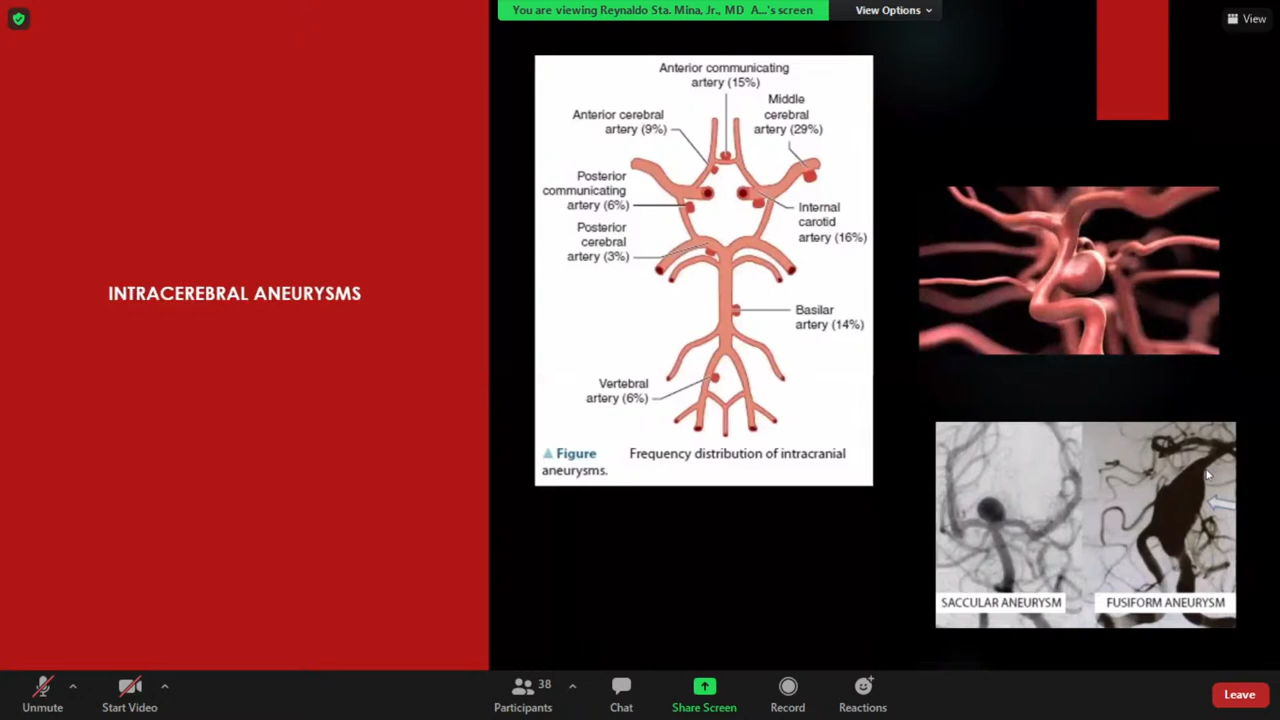 You are viewing Reynaldo Sta. Mina, Jr., MD A...'s screen
View Options
View
INTRACEREBRAL ANEURYSMS
Anterior communicating
artery (15%)
Middle
cerebral
artery (29%)
Anterior cerebral
artery (9%)
Posterior
communicating
artery (6%)
Internal
carotid
artery (16%)
Posterior
cerebral
artery (3%)
Basilar
artery (14%)
Vertebral
artery (6%)
Figure Frequency distribution of intracranial
aneurysms.
SACCULAR ANEURYSM
FUSIFORM ANEURYSM
Unmute
Start Video
Participants
38
Chat
Share Screen
Record
Reactions
Leave